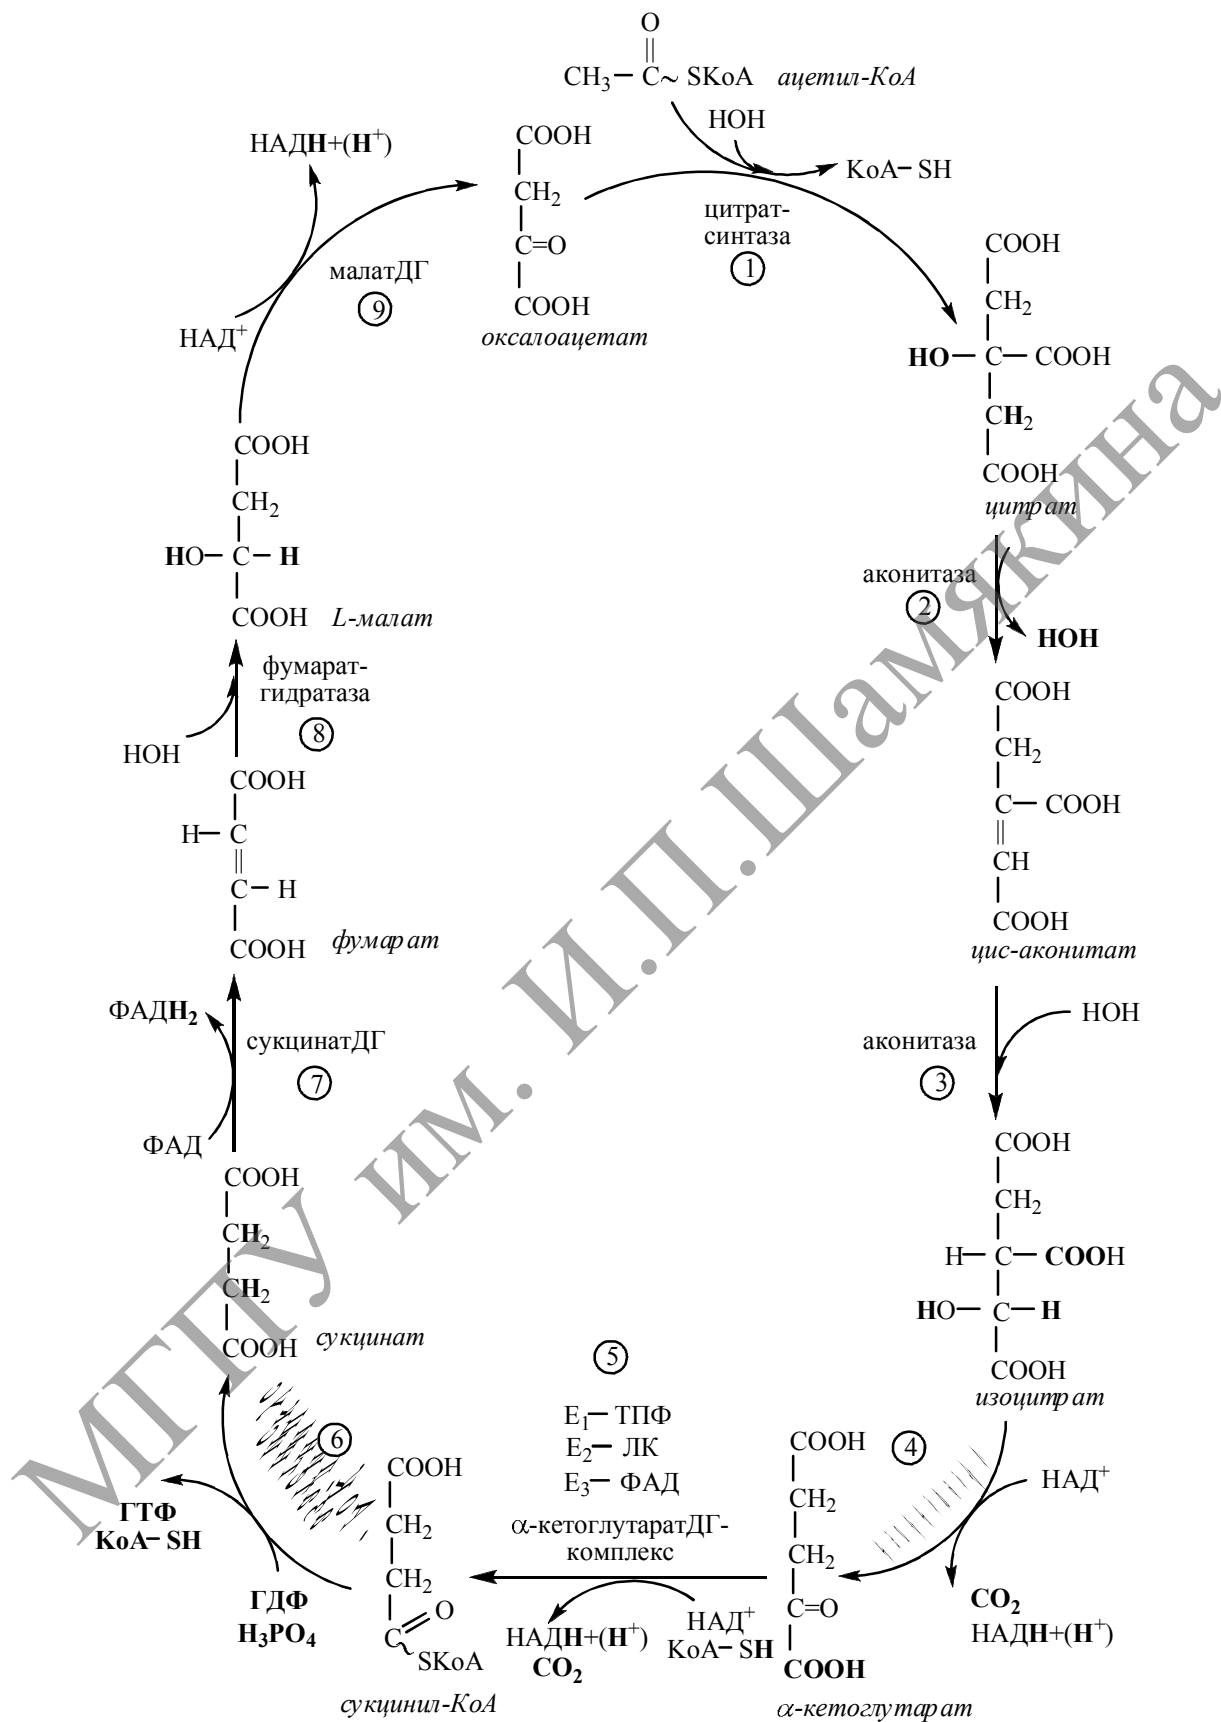 O
CH3 C ~ SKoA ацетил-КоА
HOH
KoA–SH
НАДН+(Н+)
COOH
CH2
C=O
COOH
оксалоацетат
цитрат-
синтаза
1
малатДГ
9
НАД+
COOH
CH2
HO C COOH
CH2
COOH
цитрат
аконитаза
2
HOH
COOH
CH2
C COOH
CH
COOH
цис-аконитат
HOH
аконитаза
3
COOH
CH2
H C COOH
HO C H
COOH
изоцитрат
4
НАД+
CO2
НАДН+(Н+)
COOH
CH2
CH2
C=O
COOH
α-кетоглутарат
5
E1 ТПФ
E2 ЛК
E3 ФАД
α-кетоглутаратДГ-
комплекс
НАД+
KoA–SH
НАДН+(Н+)
CO2
COOH
CH2
CH2
C O
SKoA
сукцинил-КоА
6
ГДФ
H3PO4
ГТФ
KoA–SH
COOH
CH2
CH2
COOH
сукцинат
ФАД
сукцинатДГ
7
ФАДН2
COOH
H C
C H
COOH
фумарат
HOH
фумарат-
гидратаза
8
COOH
CH2
HO C H
COOH
L-малат
МГПУ им. И.П.Шамякина